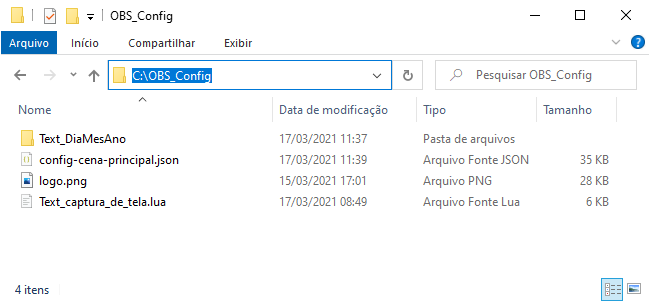 OBS_Config
Arquivo Início Compartilhar Exibir
C:\OBS_Config Pesquisar OBS_Config
Nome Data de modificação Tipo Tamanho
Text_DiaMesAno 17/03/2021 11:37 Pasta de arquivos
config-cena-principal.json 17/03/2021 11:39 Arquivo Fonte JSON 35 KB
logo.png 15/03/2021 17:01 Arquivo PNG 28 KB
Text_captura_de_tela.lua 17/03/2021 08:49 Arquivo Fonte Lua 6 KB
4 itens